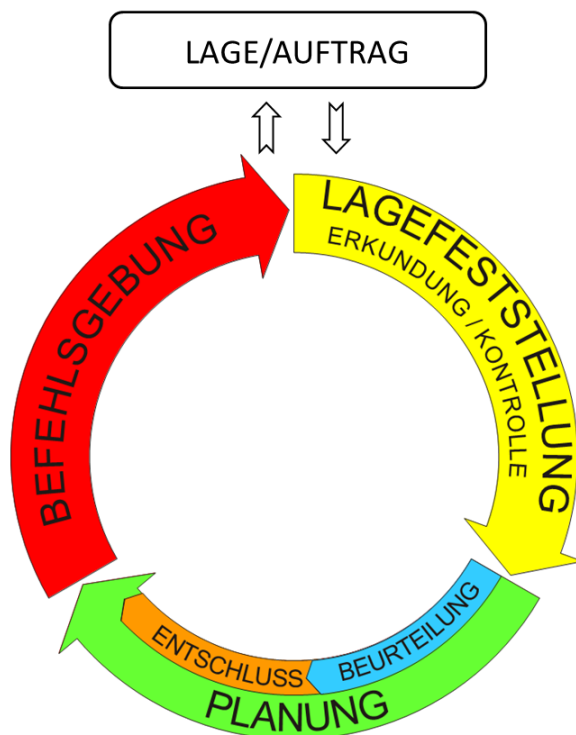 LAGE/AUFTRAG
LAGEFESTSTELLUNG
ERKUNDUNG / KONTROLLE
BEURTEILUNG
ENTSCHLUSS
PLANUNG
BEFEHLSGEBUNG